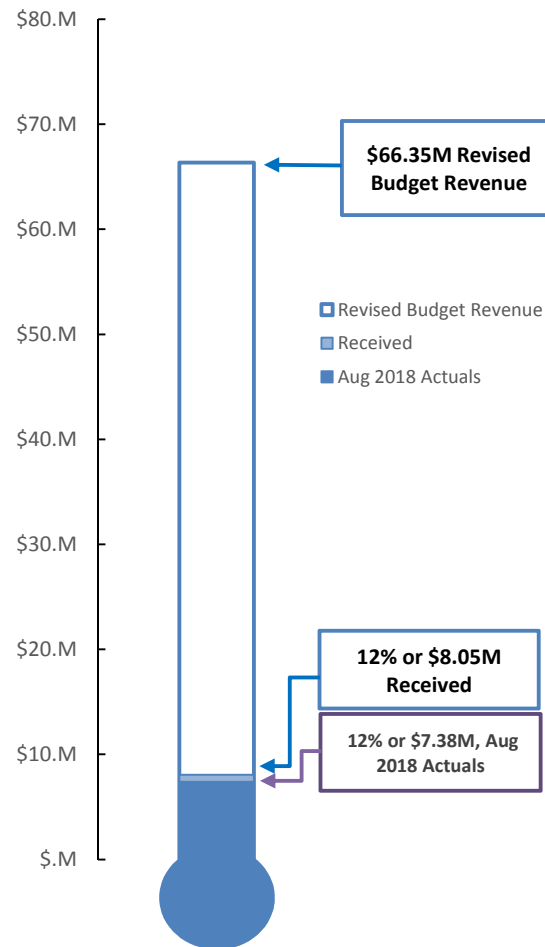 $80.M
$70.M
$60.M
$50.M
$40.M
$30.M
$20.M
$10.M
$.M
$66.35M Revised
Budget Revenue
Revised Budget Revenue
Received
Aug 2018 Actuals
12% or $8.05M
Received
12% or $7.38M, Aug
2018 Actuals